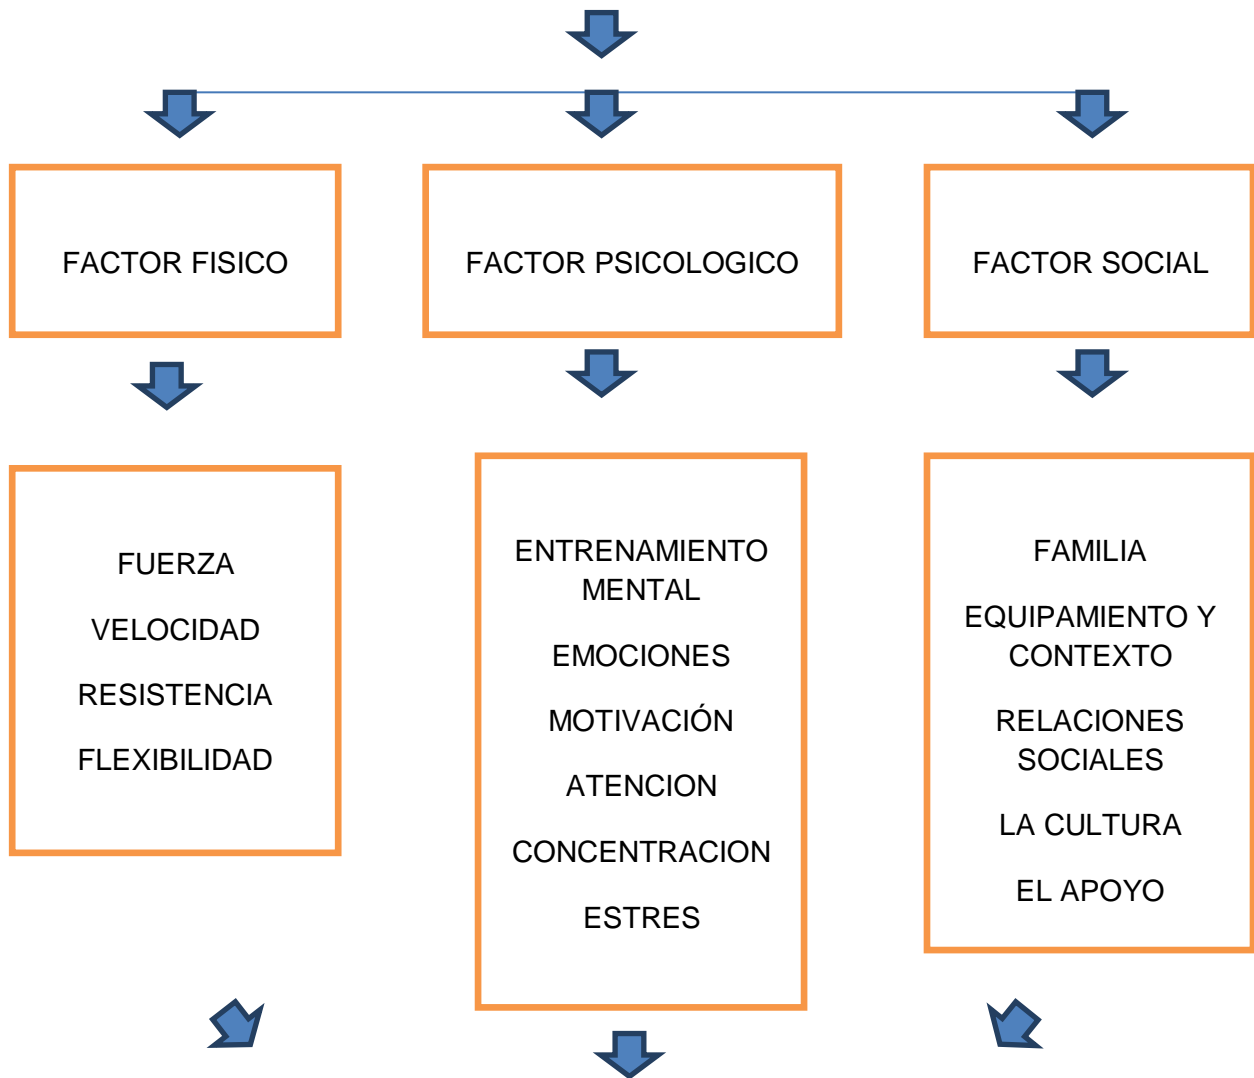 FACTOR FISICO
FACTOR PSICOLOGICO
FACTOR SOCIAL
FUERZA
VELOCIDAD
RESISTENCIA
FLEXIBILIDAD
ENTRENAMIENTO
MENTAL
EMOCIONES
MOTIVACIÓN
ATENCION
CONCENTRACION
ESTRES
FAMILIA
EQUIPAMIENTO Y
CONTEXTO
RELACIONES
SOCIALES
LA CULTURA
EL APOYO